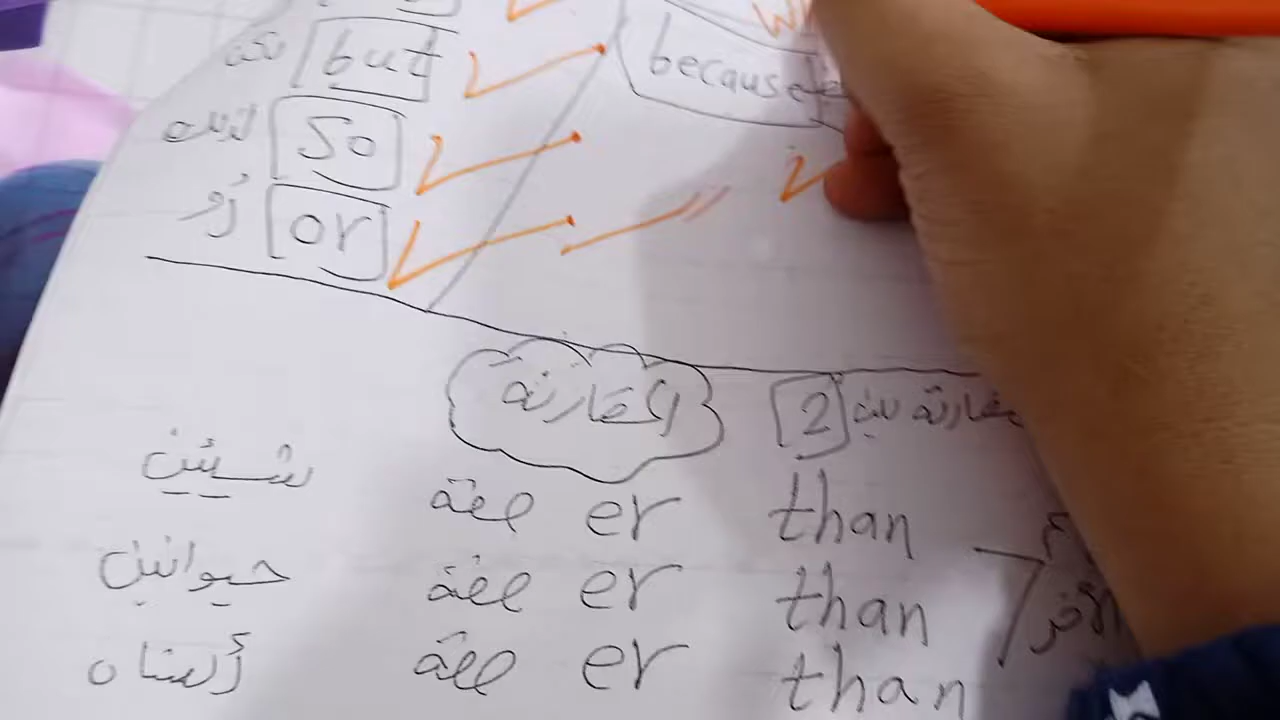 but لكن
because
so لذلك
or أو
المقارنة
2 مقارنة بين
شيئين صفة er than
حيوانين صفة er than
صفة er than